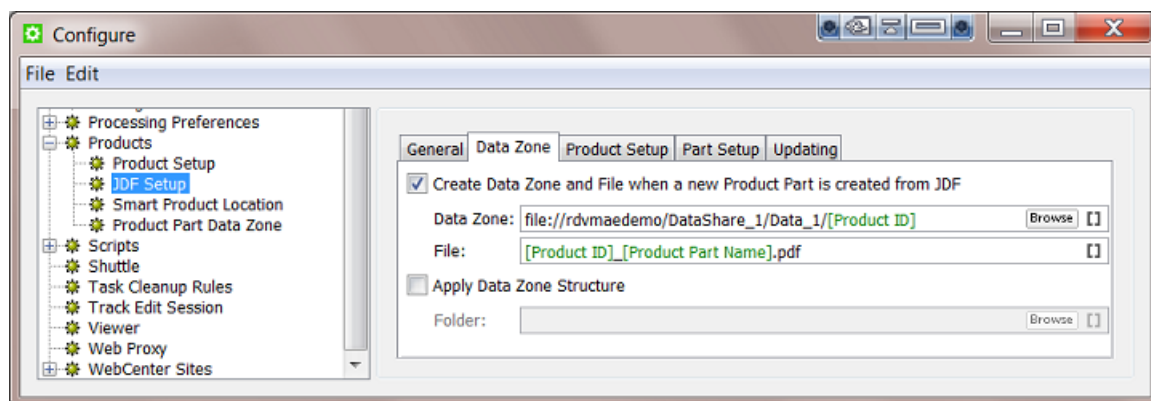 Configure
File Edit
Processing Preferences
Products
Product Setup
JDF Setup
Smart Product Location
Product Part Data Zone
Scripts
Shuttle
Task Cleanup Rules
Track Edit Session
Viewer
Web Proxy
WebCenter Sites
General Data Zone Product Setup Part Setup Updating
Create Data Zone and File when a new Product Part is created from JDF
Data Zone: file://rdvmaedemo/DataShare_1/Data_1/[Product ID] Browse []
File: [Product ID]_[Product Part Name].pdf []
Apply Data Zone Structure
Folder: Browse []